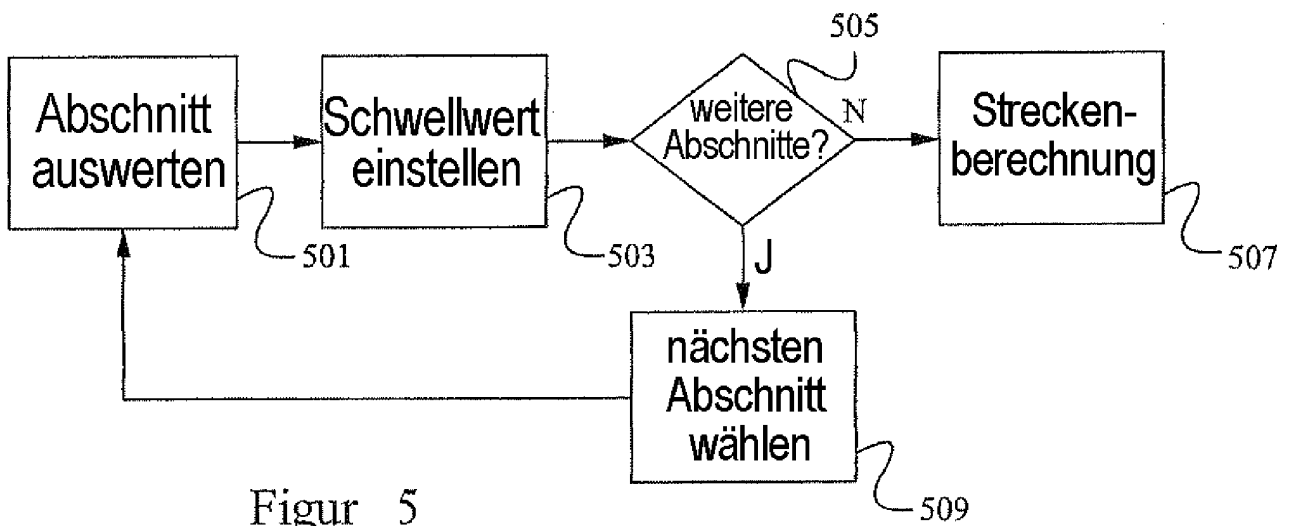 Abschnitt
auswerten
501
Schwellwert
einstellen
503
weitere
Abschnitte?
505
N
J
Strecken-
berechnung
507
nächsten
Abschnitt
wählen
509
Figur 5